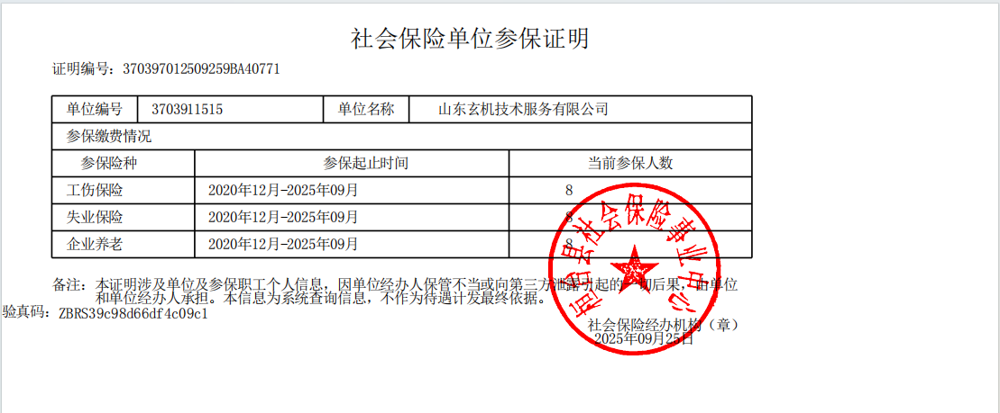 社会保险单位参保证明
证明编号：370397012509259BA40771
单位编号 3703911515 单位名称 山东玄机技术服务有限公司
参保缴费情况
参保险种 参保起止时间 当前参保人数
工伤保险 2020年12月-2025年09月 8
失业保险 2020年12月-2025年09月 8
企业养老 2020年12月-2025年09月 8
备注：本证明涉及单位及参保职工个人信息，因单位经办人保管不当或向第三方泄露引起的一切后果，由单位
和单位经办人承担。本信息为系统查询信息，不作为待遇计发最终依据。
验真码：ZBRS39c98d66df4c09c1
社会保险经办机构（章）
2025年09月25日
县社会保险事业中心